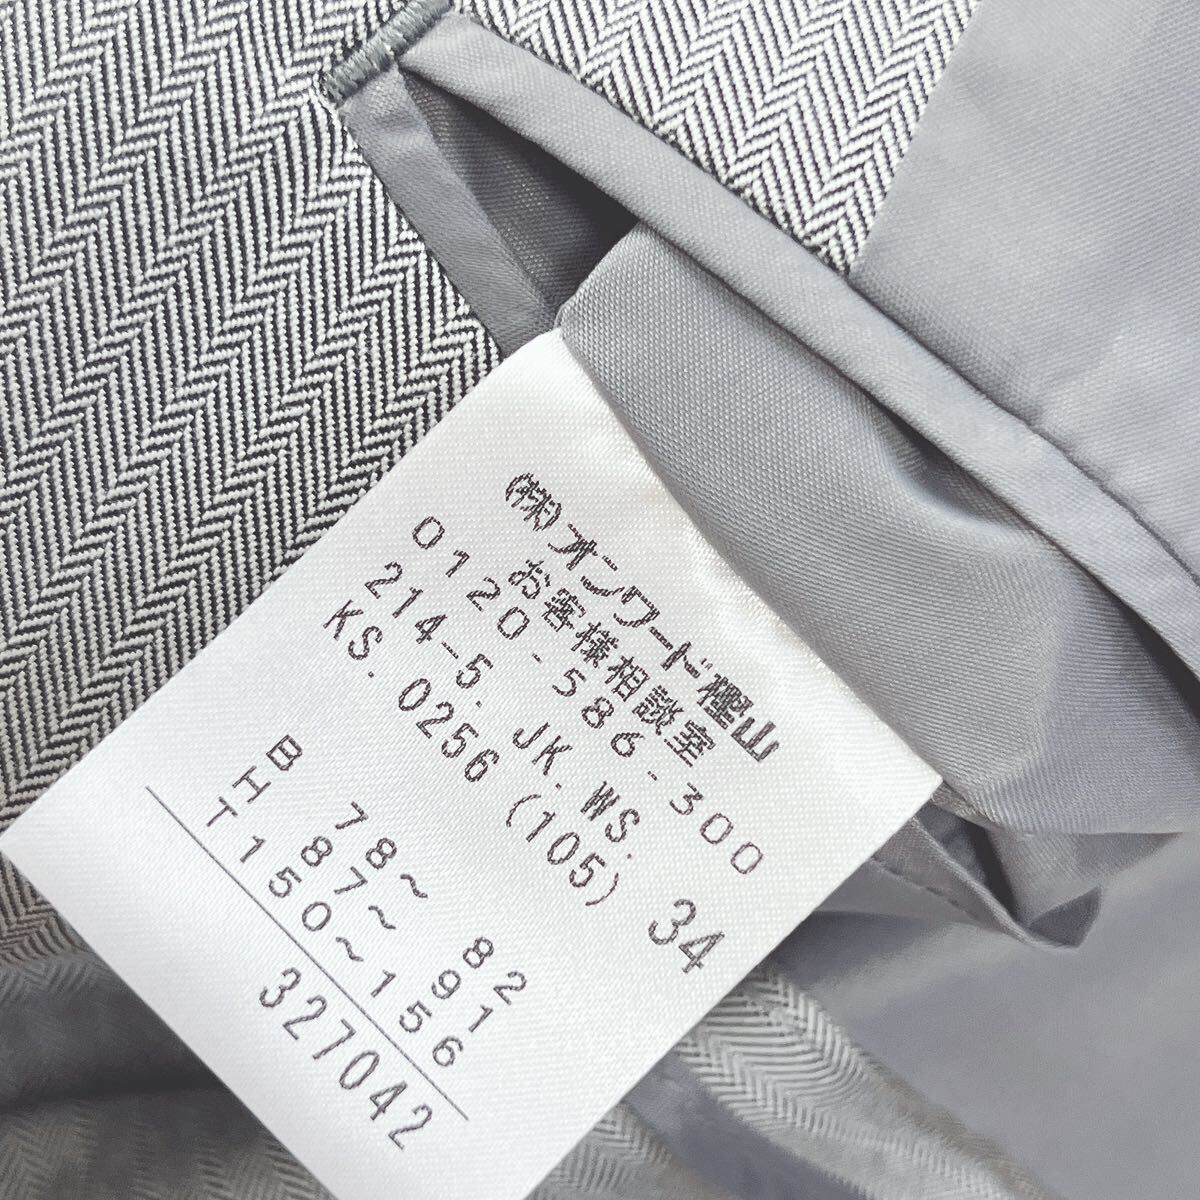 (株)オンワード樫山
お客様相談室
0120-586-300
214-5. JK.WS.
KS.0256 (105) 34
B 78~ 82
H 87~ 91
T150~156
327042